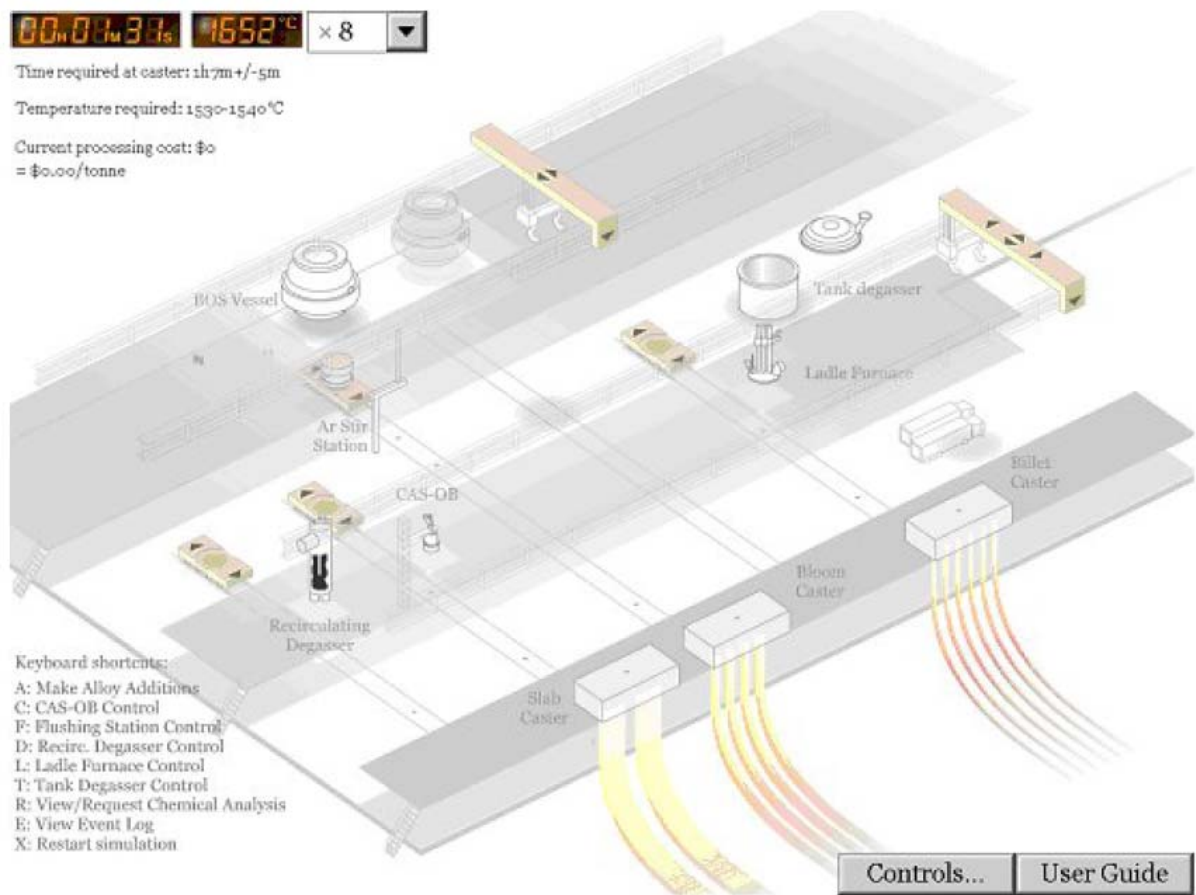 00H01M31s 1652°C × 8
Time required at caster: 1h7m+/-5m
Temperature required: 1530-1540°C
Current processing cost: $0
= $0.00/tonne
BOS Vessel
Tank degasser
Ladle Furnace
Ar Stir
Station
CAS-OB
Billet
Caster
Bloom
Caster
Recirculating
Degasser
Slab
Caster
Keyboard shortcuts:
A: Make Alloy Additions
C: CAS-OB Control
F: Flushing Station Control
D: Recirc. Degasser Control
L: Ladle Furnace Control
T: Tank Degasser Control
R: View/Request Chemical Analysis
E: View Event Log
X: Restart simulation
Controls... User Guide